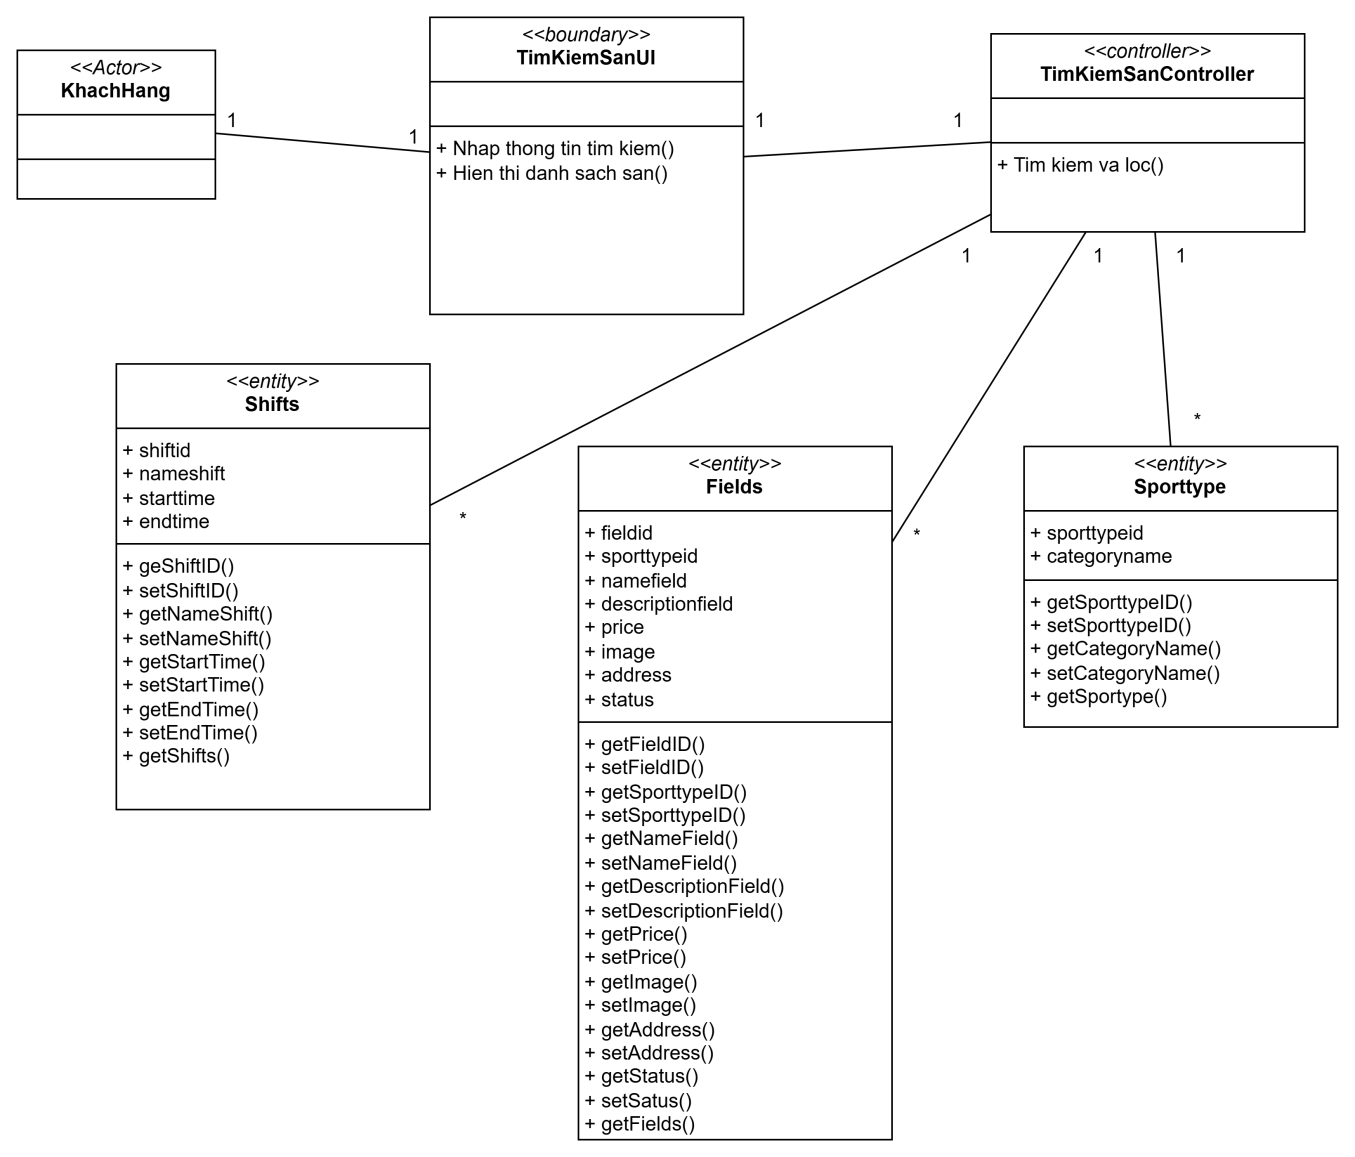 <<Actor>>
KhachHang
1
1
<<boundary>>
TimKiemSanUI
+ Nhap thong tin tim kiem()
+ Hien thi danh sach san()
1
1
<<controller>>
TimKiemSanController
+ Tim kiem va loc()
1
1
1
*
*
*
<<entity>>
Shifts
+ shiftid
+ nameshift
+ starttime
+ endtime
+ geShiftID()
+ setShiftID()
+ getNameShift()
+ setNameShift()
+ getStartTime()
+ setStartTime()
+ getEndTime()
+ setEndTime()
+ getShifts()
<<entity>>
Fields
+ fieldid
+ sporttypeid
+ namefield
+ descriptionfield
+ price
+ image
+ address
+ status
+ getFieldID()
+ setFieldID()
+ getSporttypeID()
+ setSporttypeID()
+ getNameField()
+ setNameField()
+ getDescriptionField()
+ setDescriptionField()
+ getPrice()
+ setPrice()
+ getImage()
+ setImage()
+ getAddress()
+ setAddress()
+ getStatus()
+ setSatus()
+ getFields()
<<entity>>
Sporttype
+ sporttypeid
+ categoryname
+ getSporttypeID()
+ setSporttypeID()
+ getCategoryName()
+ setCategoryName()
+ getSportype()